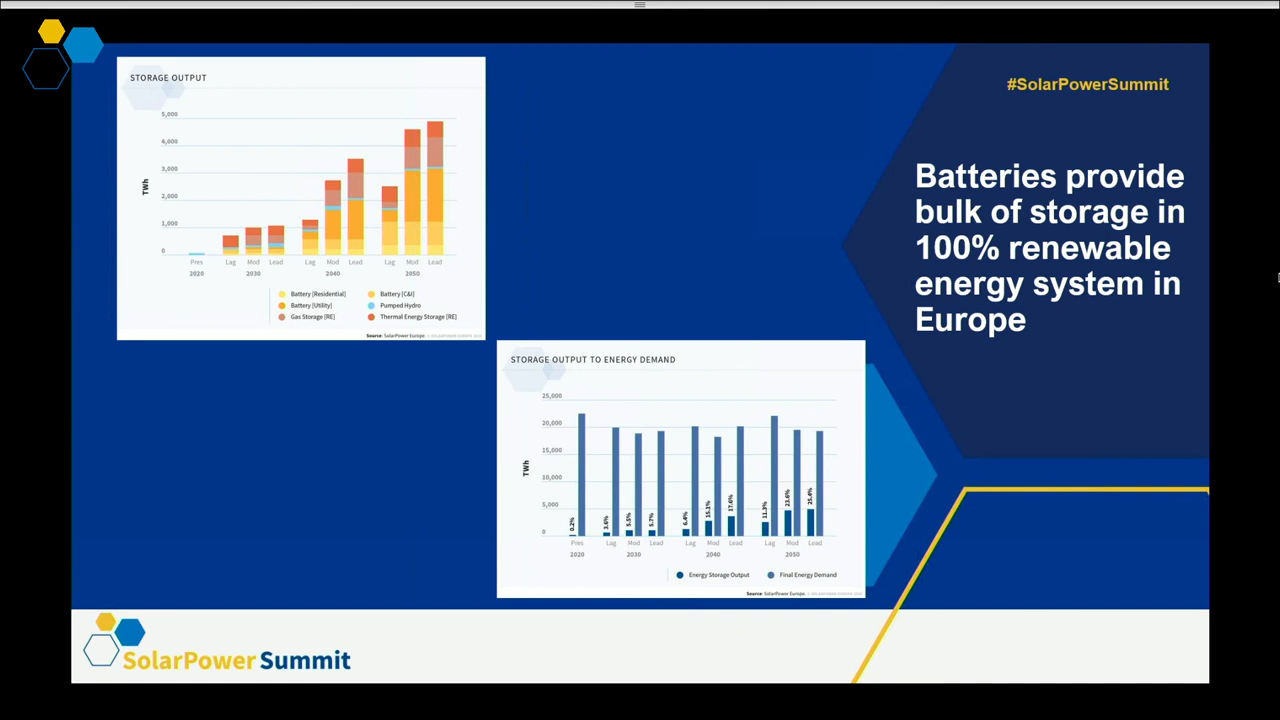 #SolarPowerSummit
Batteries provide
bulk of storage in
100% renewable
energy system in
Europe
STORAGE OUTPUT
TWh
5,000
4,000
3,000
2,000
1,000
0
Pres Lag Mod Lead Lag Mod Lead Lag Mod Lead
2020 2030 2040 2050
Battery [Residential] Battery [C&I]
Battery [Utility] Pumped Hydro
Gas Storage [RE] Thermal Energy Storage [RE]
Source: SolarPower Europe.
STORAGE OUTPUT TO ENERGY DEMAND
TWh
25,000
20,000
15,000
10,000
5,000
0
0.2% 3.6% 5.5% 5.7% 6.4% 15.1% 17.6% 11.3% 23.6% 25.4%
Pres Lag Mod Lead Lag Mod Lead Lag Mod Lead
2020 2030 2040 2050
Energy Storage Output Final Energy Demand
Source: SolarPower Europe.
SolarPower Summit